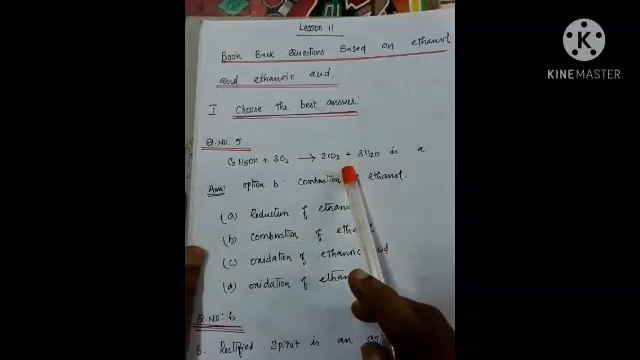 Lesson 11
Book Back Questions Based on ethanol
and ethanoic acid.
I Choose the best answer:
Q.NO. 5
C2H5OH + 3O2 → 2CO2 + 3H2O is a
Ans: option b: Combustion of ethanol.
(a) Reduction of ethanol
(b) combustion of
(c) oxidation of ethanoic
(d) oxidation of
Q.NO: 6
6. Rectified spirit is an
K
KINEMASTER